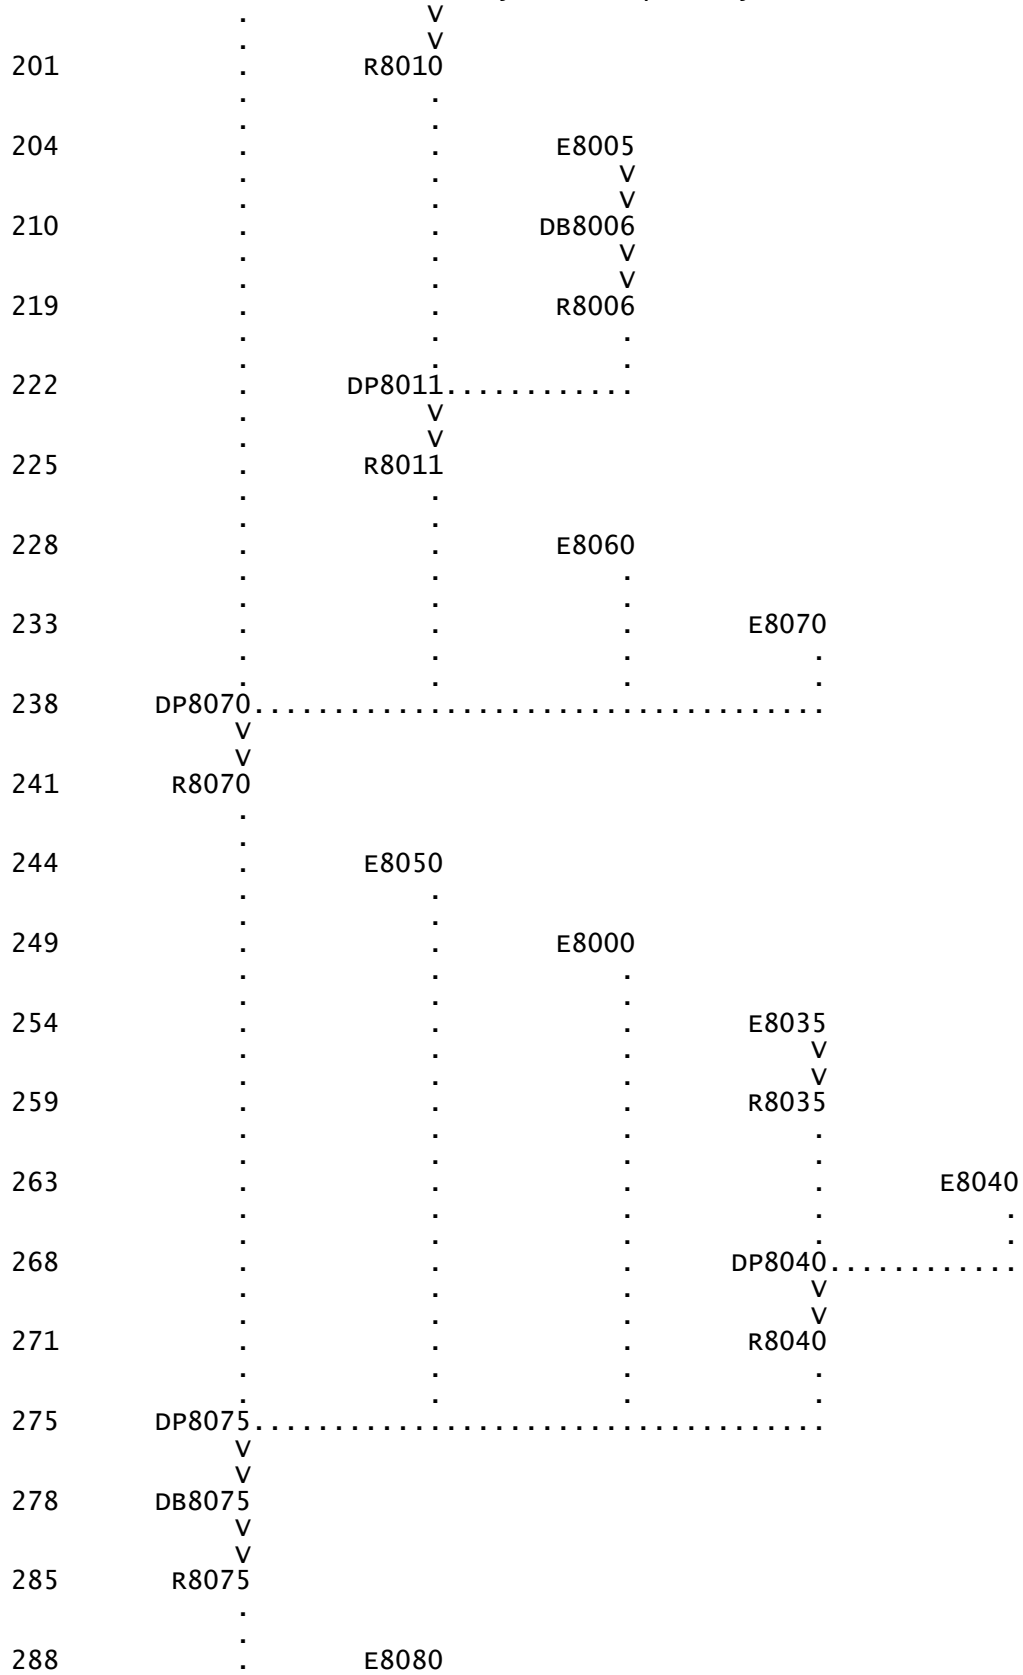 . V
. V
201 . R8010
. .
. .
204 . . E8005
. . V
. . V
210 . . DB8006
. . V
. . V
219 . . R8006
. . .
. . .
222 . DP8011............
. V
. V
225 . R8011
. .
. .
228 . . E8060
. . .
. . .
233 . . . E8070
. . . .
. . . .
238 DP8070....................................
V
V
241 R8070
.
.
244 . E8050
. .
. .
249 . . E8000
. . .
. . .
254 . . . E8035
. . . V
. . . V
259 . . . R8035
. . . .
. . . .
263 . . . . E8040
. . . . .
. . . . .
268 . . . DP8040............
. . . V
. . . V
271 . . . R8040
. . . .
. . . .
275 DP8075....................................
V
V
278 DB8075
V
V
285 R8075
.
.
288 . E8080